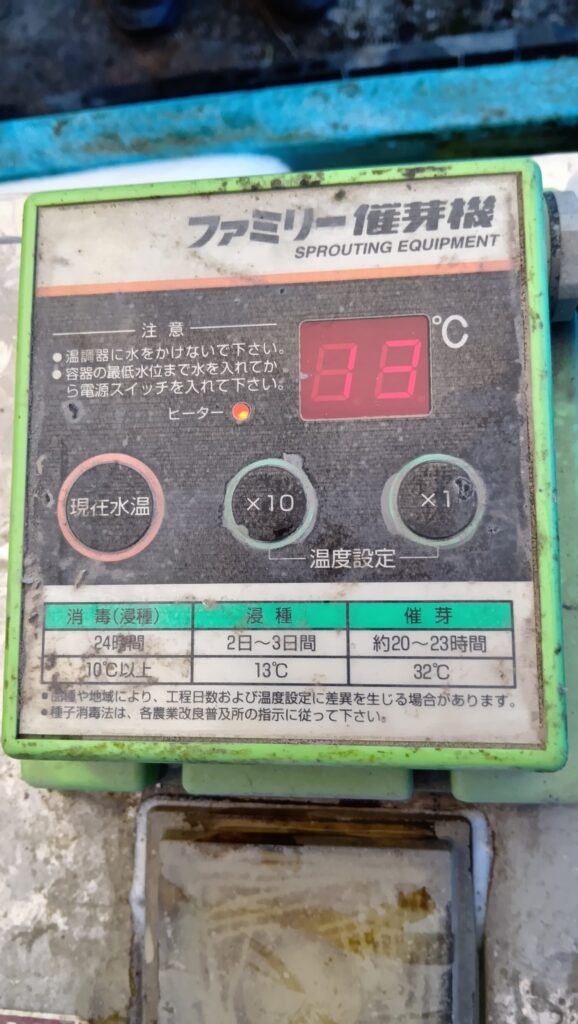 ファミリー催芽機
SPROUTING EQUIPMENT
注意
●温調器に水をかけないで下さい。
●容器の最低水位まで水を入れてか
ら電源スイッチを入れて下さい。
℃
ヒーター
現在水温
×10
×1
温度設定
消毒(浸種) 浸種 催芽
24時間 2日〜3日間 約20〜23時間
10℃以上 13℃ 32℃
●品種や地域により、工程日数および温度設定に差異を生じる場合があります。
●種子消毒法は、各農業改良普及所の指示に従って下さい。